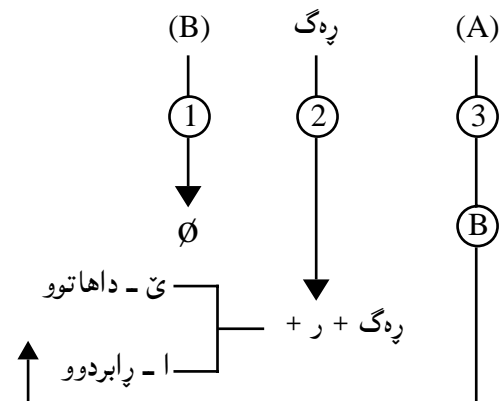 (A) ڕەگ (B)
3 2 1
B Ø
ێ ـ داهاتوو
ڕەگ + ر +
ا ـ ڕابردوو